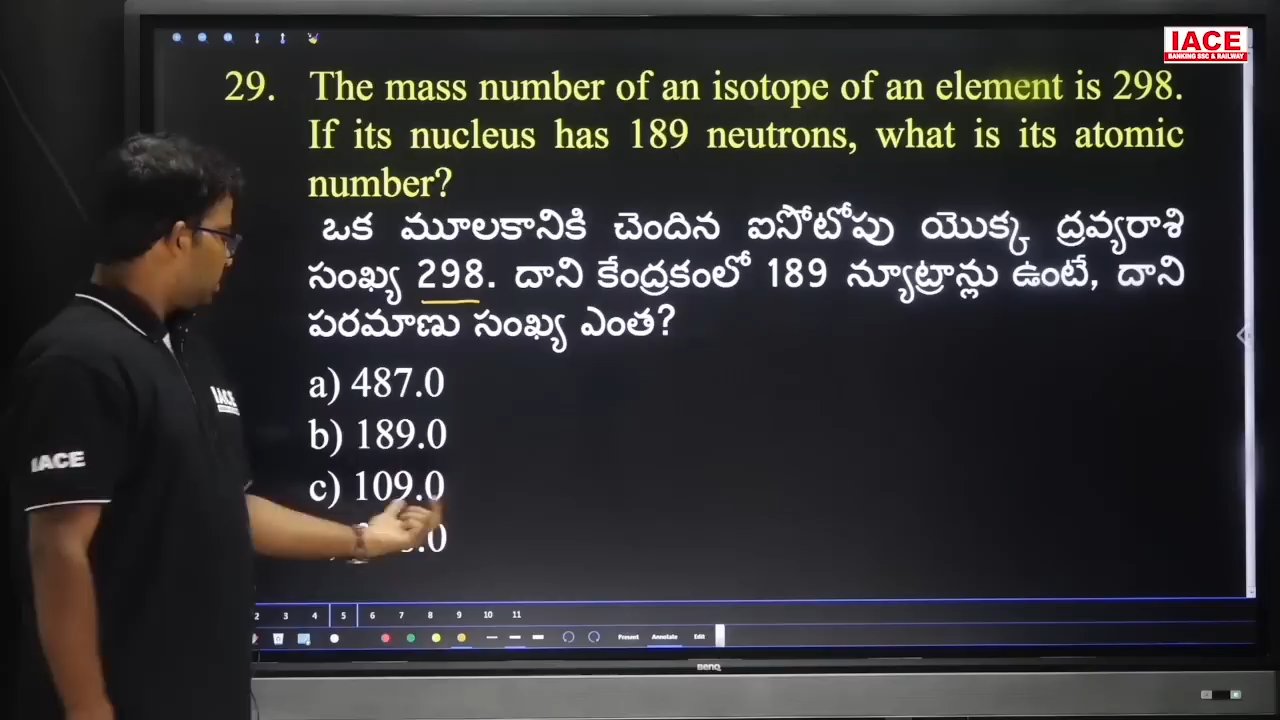 IACE
BANKING SSC & RAILWAY
29. The mass number of an isotope of an element is 298.
If its nucleus has 189 neutrons, what is its atomic
number?
ఒక మూలకానికి చెందిన ఐసోటోపు యొక్క ద్రవ్యరాశి
సంఖ్య 298. దాని కేంద్రకంలో 189 న్యూట్రాన్లు ఉంటే, దాని
పరమాణు సంఖ్య ఎంత?
a) 487.0
b) 189.0
c) 109.0
.0
IACE
IACE
2 3 4 5 6 7 8 9 10 11
Present Annotate Edit
BenQ